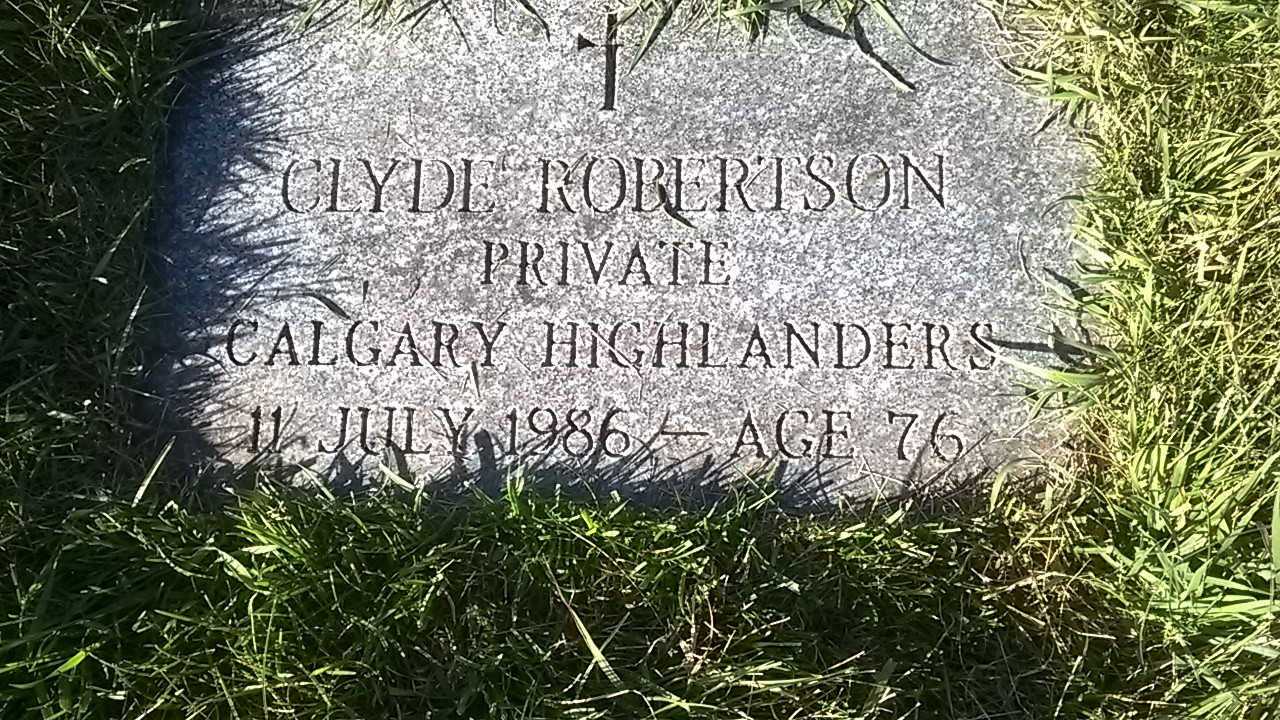 CLYDE ROBERTSON
PRIVATE
CALGARY HIGHLANDERS
11 JULY 1986 — AGE 76